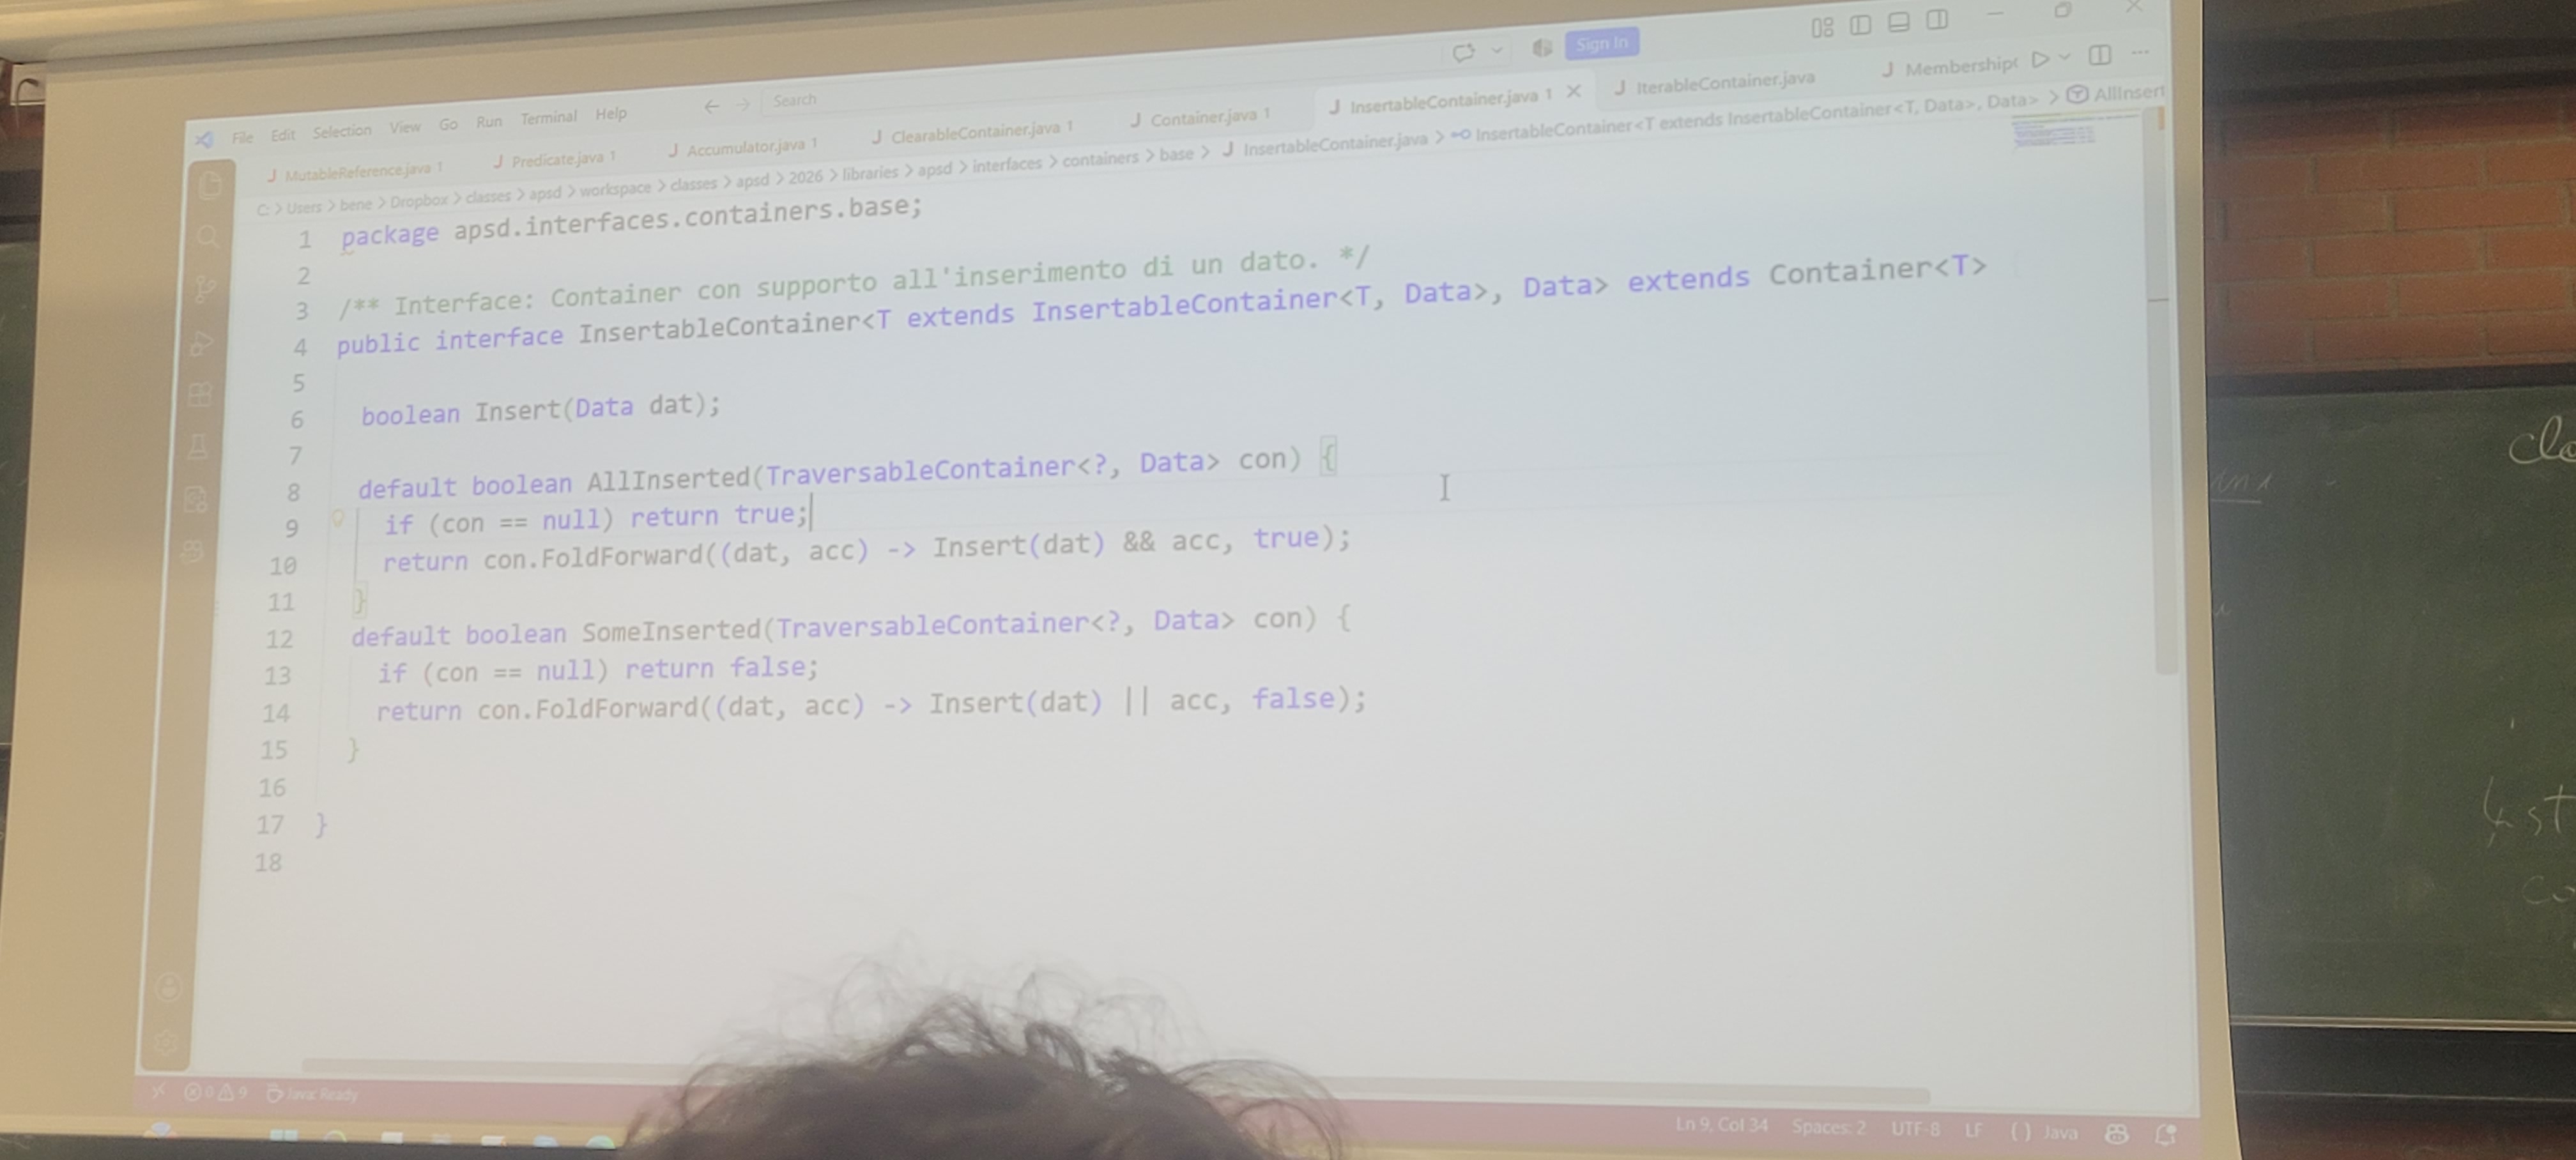 File Edit Selection View Go Run Terminal Help
Search
Sign In
MutableReference.java 1 Predicate.java 1 Accumulator.java 1 ClearableContainer.java 1 Container.java 1 InsertableContainer.java 1 IterableContainer.java
C: > Users > bene > Dropbox > classes > apsd > workspace > classes > apsd > 2026 > libraries > apsd > interfaces > containers > base > J InsertableContainer.java > InsertableContainer<T extends InsertableContainer<T, Data>, Data> > AllInsert
1 package apsd.interfaces.containers.base;
2
3 /** Interface: Container con supporto all'inserimento di un dato. */
4 public interface InsertableContainer<T extends InsertableContainer<T, Data>, Data> extends Container<T>
5
6 boolean Insert(Data dat);
7
8 default boolean AllInserted(TraversableContainer<?, Data> con) {
9 if (con == null) return true;
10 return con.FoldForward((dat, acc) -> Insert(dat) && acc, true);
11 }
12 default boolean SomeInserted(TraversableContainer<?, Data> con) {
13 if (con == null) return false;
14 return con.FoldForward((dat, acc) -> Insert(dat) || acc, false);
15 }
16
17 }
18
0 9 Java: Ready
Ln 9, Col 34 Spaces: 2 UTF-8 LF { } Java